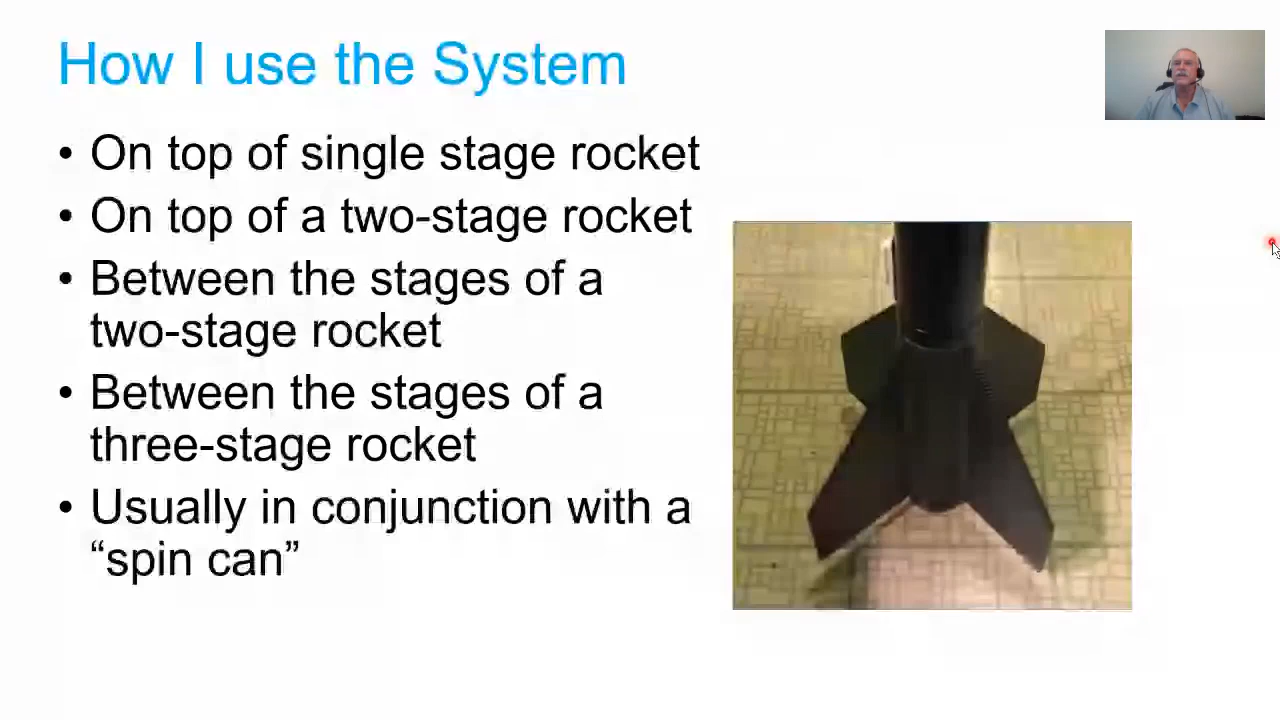 How I use the System
• On top of single stage rocket
• On top of a two-stage rocket
• Between the stages of a
two-stage rocket
• Between the stages of a
three-stage rocket
• Usually in conjunction with a
“spin can”